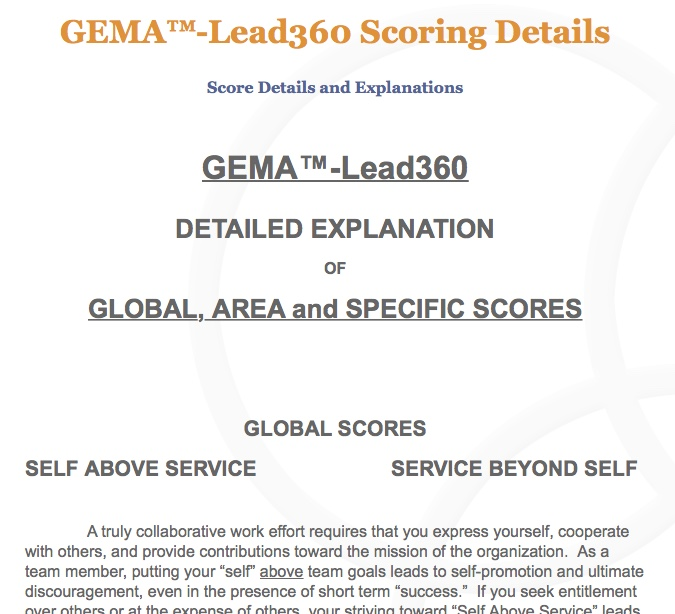 GEMA™-Lead360 Scoring Details
Score Details and Explanations
GEMA™-Lead360
DETAILED EXPLANATION
OF
GLOBAL, AREA and SPECIFIC SCORES
GLOBAL SCORES
SELF ABOVE SERVICE SERVICE BEYOND SELF
A truly collaborative work effort requires that you express yourself, cooperate
with others, and provide contributions toward the mission of the organization.  As a
team member, putting your “self” above team goals leads to self-promotion and ultimate
discouragement, even in the presence of short term “success.”  If you seek entitlement
over others or at the expense of others, your striving toward “Self Above Service” leads